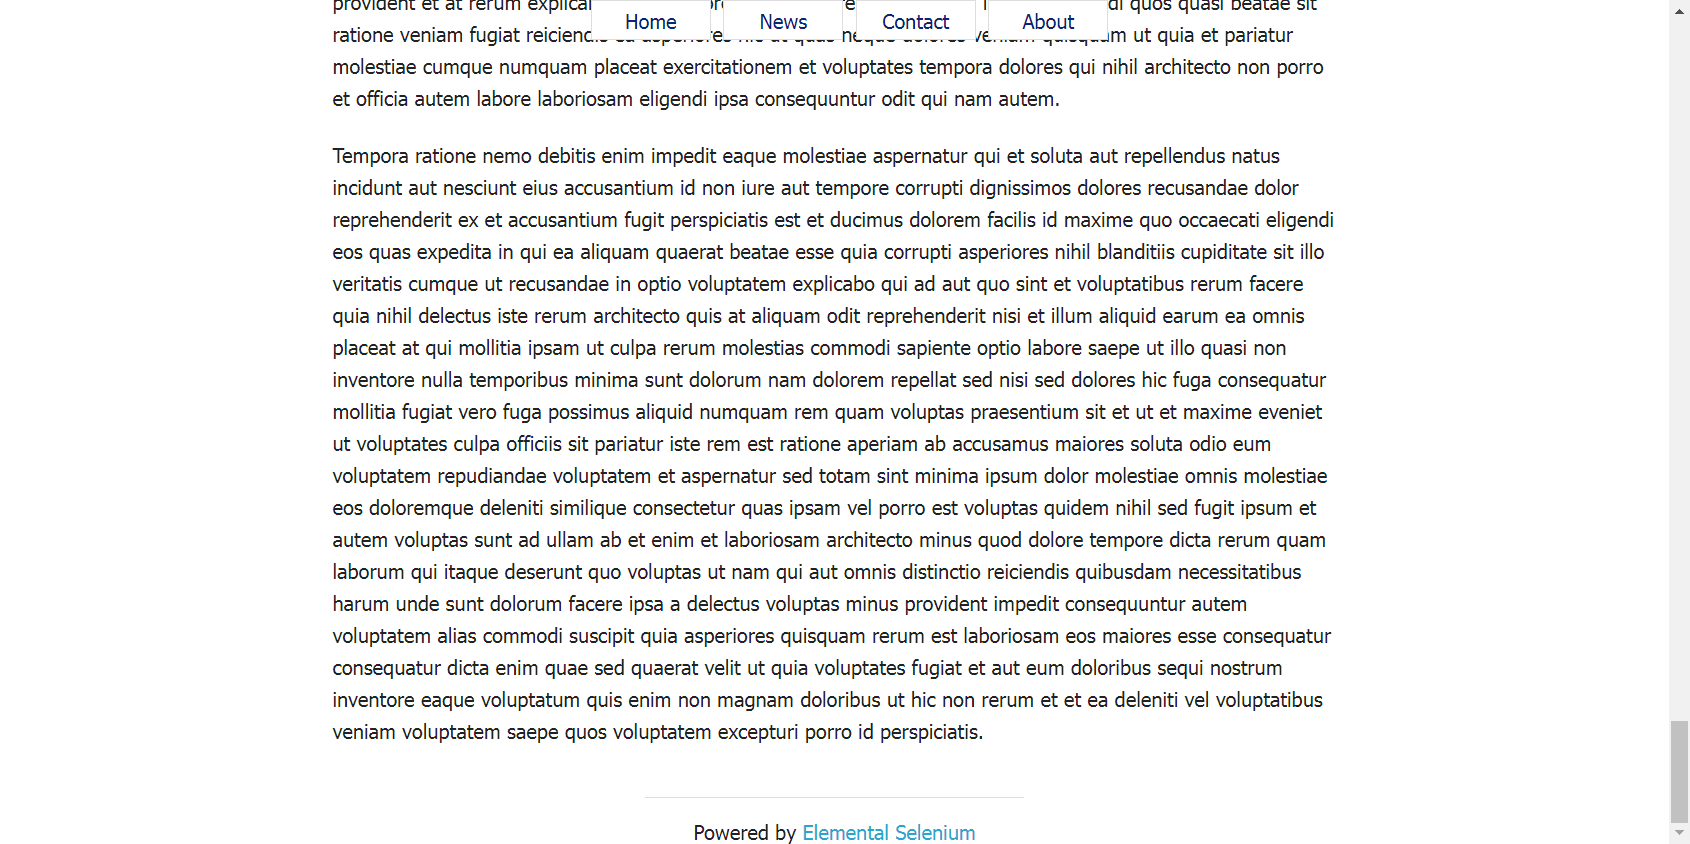 Home News Contact About
provident et at rerum
quos quasi beatae sit
ratione veniam fugiat ut quia et pariatur
molestiae cumque numquam placeat exercitationem et voluptates tempora dolores qui nihil architecto non porro
et officia autem labore laboriosam eligendi ipsa consequuntur odit qui nam autem.
Tempora ratione nemo debitis enim impedit eaque molestiae aspernatur qui et soluta aut repellendus natus
incidunt aut nesciunt eius accusantium id non iure aut tempore corrupti dignissimos dolores recusandae dolor
reprehenderit ex et accusantium fugit perspiciatis est et ducimus dolorem facilis id maxime quo occaecati eligendi
eos quas expedita in qui ea aliquam quaerat beatae esse quia corrupti asperiores nihil blanditiis cupiditate sit illo
veritatis cumque ut recusandae in optio voluptatem explicabo qui ad aut quo sint et voluptatibus rerum facere
quia nihil delectus iste rerum architecto quis at aliquam odit reprehenderit nisi et illum aliquid earum ea omnis
placeat at qui mollitia ipsam ut culpa rerum molestias commodi sapiente optio labore saepe ut illo quasi non
inventore nulla temporibus minima sunt dolorum nam dolorem repellat sed nisi sed dolores hic fuga consequatur
mollitia fugiat vero fuga possimus aliquid numquam rem quam voluptas praesentium sit et ut et maxime eveniet
ut voluptates culpa officiis sit pariatur iste rem est ratione aperiam ab accusamus maiores soluta odio eum
voluptatem repudiandae voluptatem et aspernatur sed totam sint minima ipsum dolor molestiae omnis molestiae
eos doloremque deleniti similique consectetur quas ipsam vel porro est voluptas quidem nihil sed fugit ipsum et
autem voluptas sunt ad ullam ab et enim et laboriosam architecto minus quod dolore tempore dicta rerum quam
laborum qui itaque deserunt quo voluptas ut nam qui aut omnis distinctio reiciendis quibusdam necessitatibus
harum unde sunt dolorum facere ipsa a delectus voluptas minus provident impedit consequuntur autem
voluptatem alias commodi suscipit quia asperiores quisquam rerum est laboriosam eos maiores esse consequatur
consequatur dicta enim quae sed quaerat velit ut quia voluptates fugiat et aut eum doloribus sequi nostrum
inventore eaque voluptatum quis enim non magnam doloribus ut hic non rerum et et ea deleniti vel voluptatibus
veniam voluptatem saepe quos voluptatem excepturi porro id perspiciatis.
Powered by Elemental Selenium